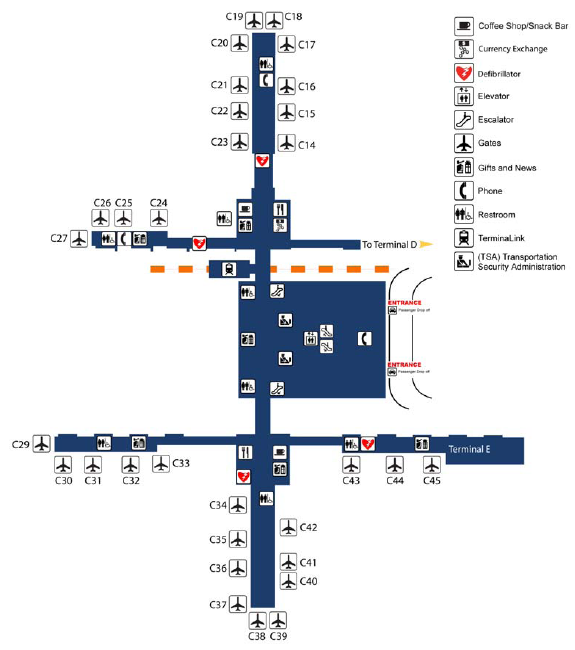 C19
C18
Coffee Shop/Snack Bar
C20
C17
Currency Exchange
Defibrillator
C21
C16
Elevator
C22
C15
Escalator
C23
C14
Gates
Gifts and News
Phone
C26
C25
C24
Restroom
C27
To Terminal D
TerminaLink
(TSA) Transportation
Security Administration
ENTRANCE
Passenger Drop off
ENTRANCE
Passenger Drop off
C29
Terminal E
C30
C31
C32
C33
C43
C44
C45
C34
C42
C35
C41
C36
C40
C37
C38
C39